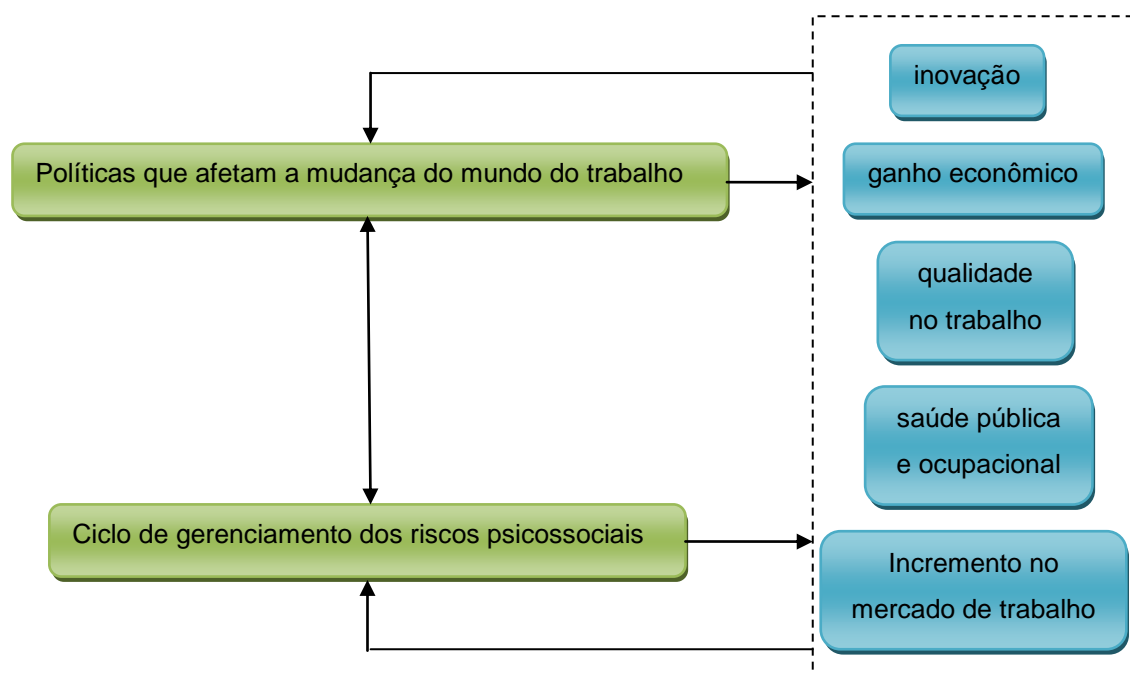 inovação
Políticas que afetam a mudança do mundo do trabalho
ganho econômico
qualidade
no trabalho
saúde pública
e ocupacional
Ciclo de gerenciamento dos riscos psicossociais
Incremento no
mercado de trabalho